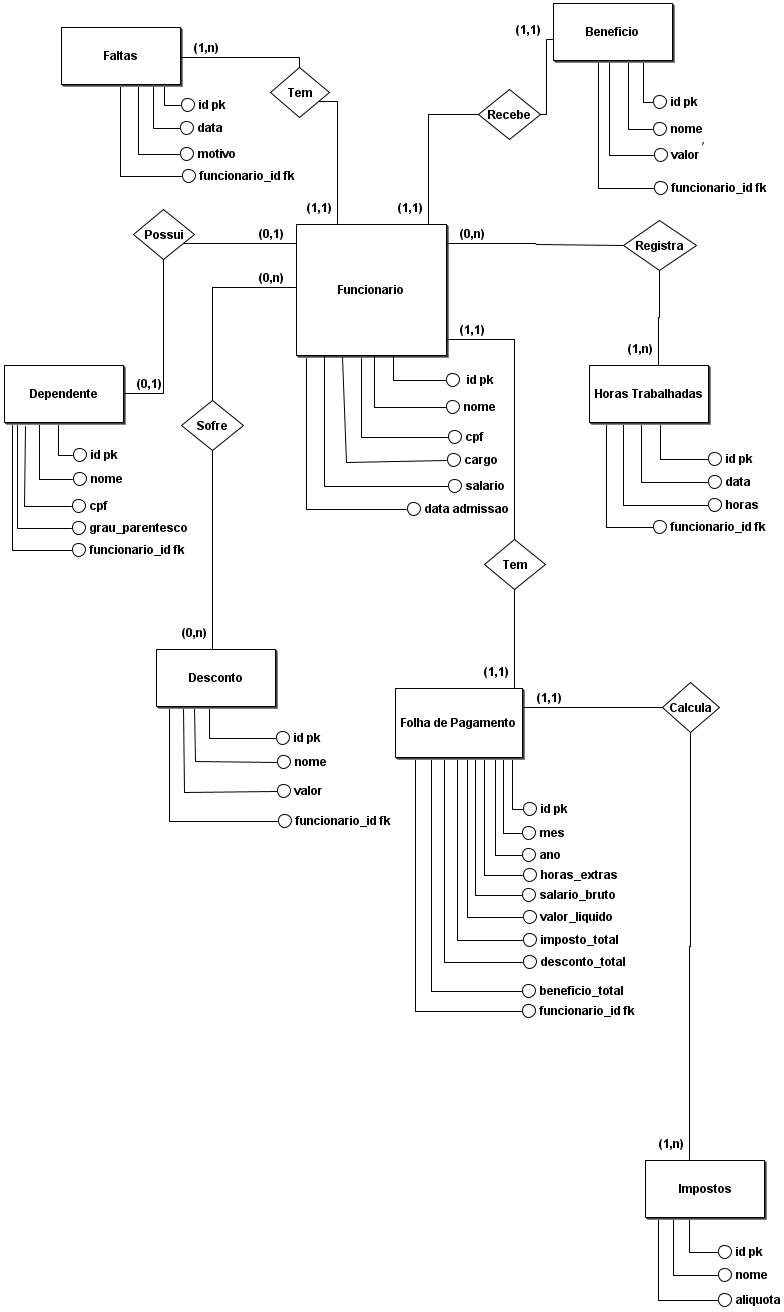 Faltas
(1,n)
id pk
data
motivo
funcionario_id fk
Tem
(1,1)
Beneficio
(1,1)
id pk
nome
valor
funcionario_id fk
Recebe
(1,1)
Possui
(0,1)
(0,n)
Funcionario
(0,n)
(1,1)
id pk
nome
cpf
cargo
salario
data admissao
Registra
(1,n)
Horas Trabalhadas
id pk
data
horas
funcionario_id fk
Dependente
(0,1)
id pk
nome
cpf
grau_parentesco
funcionario_id fk
Sofre
(0,n)
Desconto
id pk
nome
valor
funcionario_id fk
Tem
(1,1)
Folha de Pagamento
(1,1)
id pk
mes
ano
horas_extras
salario_bruto
valor_liquido
imposto_total
desconto_total
beneficio_total
funcionario_id fk
Calcula
(1,n)
Impostos
id pk
nome
aliquota